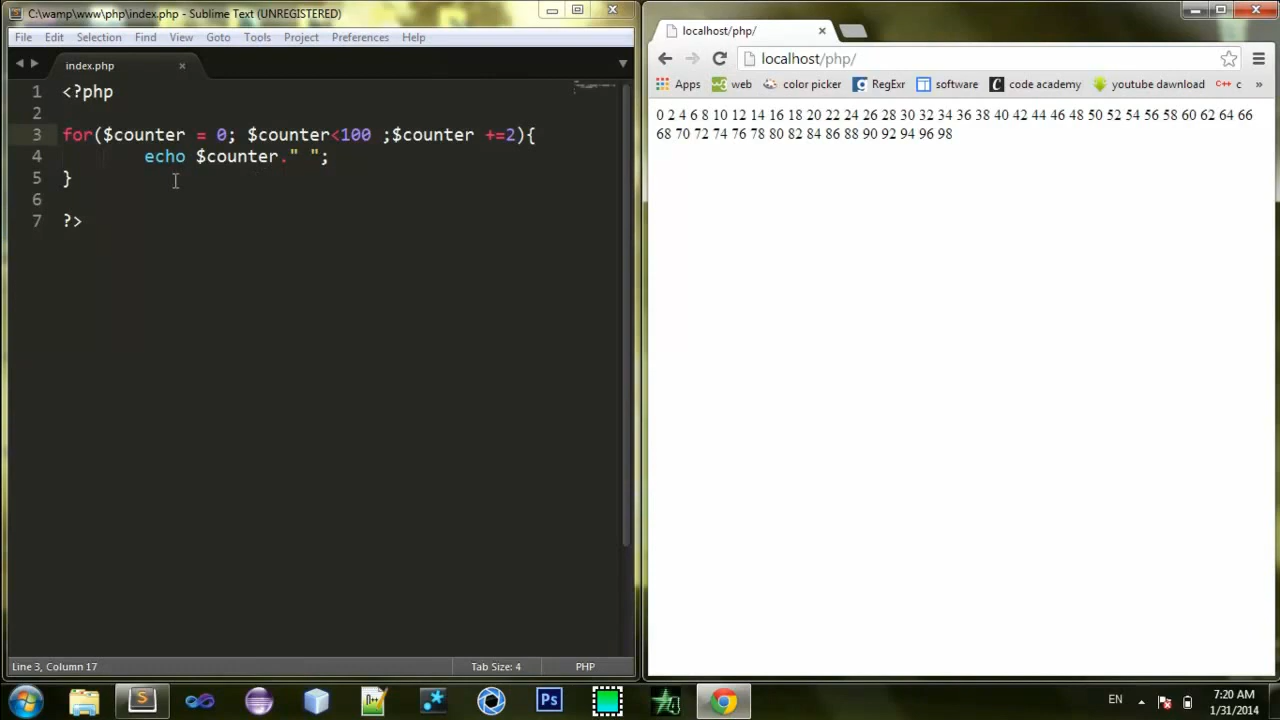 C:\wamp\www\php\index.php - Sublime Text (UNREGISTERED)
File Edit Selection Find View Goto Tools Project Preferences Help
index.php
1 <?php
2
3 for($counter = 0; $counter<100 ;$counter +=2){
4 echo $counter." ";
5 }
6
7 ?>
Line 3, Column 17
Tab Size: 4
PHP
localhost/php/
localhost/php/
Apps web color picker RegExr software code academy youtube dawnload C++ c »
0 2 4 6 8 10 12 14 16 18 20 22 24 26 28 30 32 34 36 38 40 42 44 46 48 50 52 54 56 58 60 62 64 66
68 70 72 74 76 78 80 82 84 86 88 90 92 94 96 98
Ps
EN
7:20 AM
1/31/2014